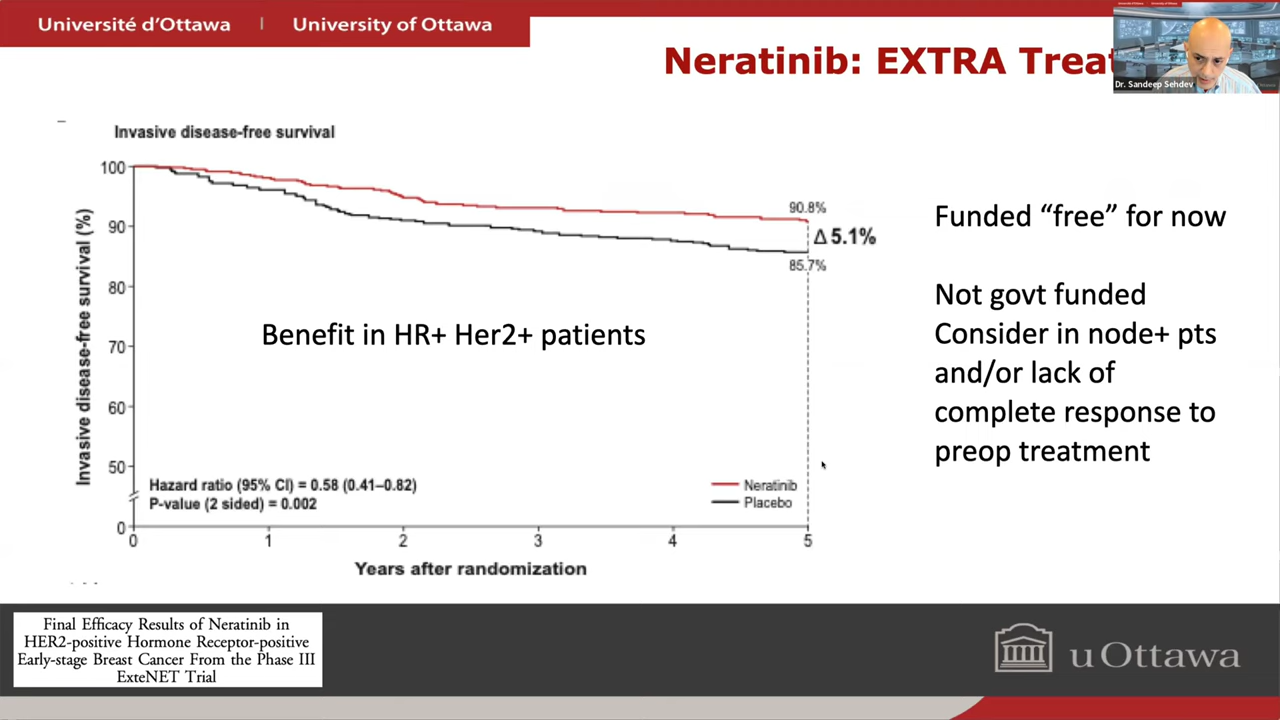 Université d'Ottawa | University of Ottawa
Neratinib: EXTRA Trea
Dr. Sandeep Sehdev
Invasive disease-free survival
Invasive disease-free survival (%)
100
90
80
70
60
50
0
90.8%
Δ 5.1%
85.7%
Benefit in HR+ Her2+ patients
Hazard ratio (95% CI) = 0.58 (0.41–0.82)
P-value (2 sided) = 0.002
Neratinib
Placebo
0 1 2 3 4 5
Years after randomization
Funded “free” for now
Not govt funded
Consider in node+ pts
and/or lack of
complete response to
preop treatment
Final Efficacy Results of Neratinib in
HER2-positive Hormone Receptor-positive
Early-stage Breast Cancer From the Phase III
ExteNET Trial
uOttawa